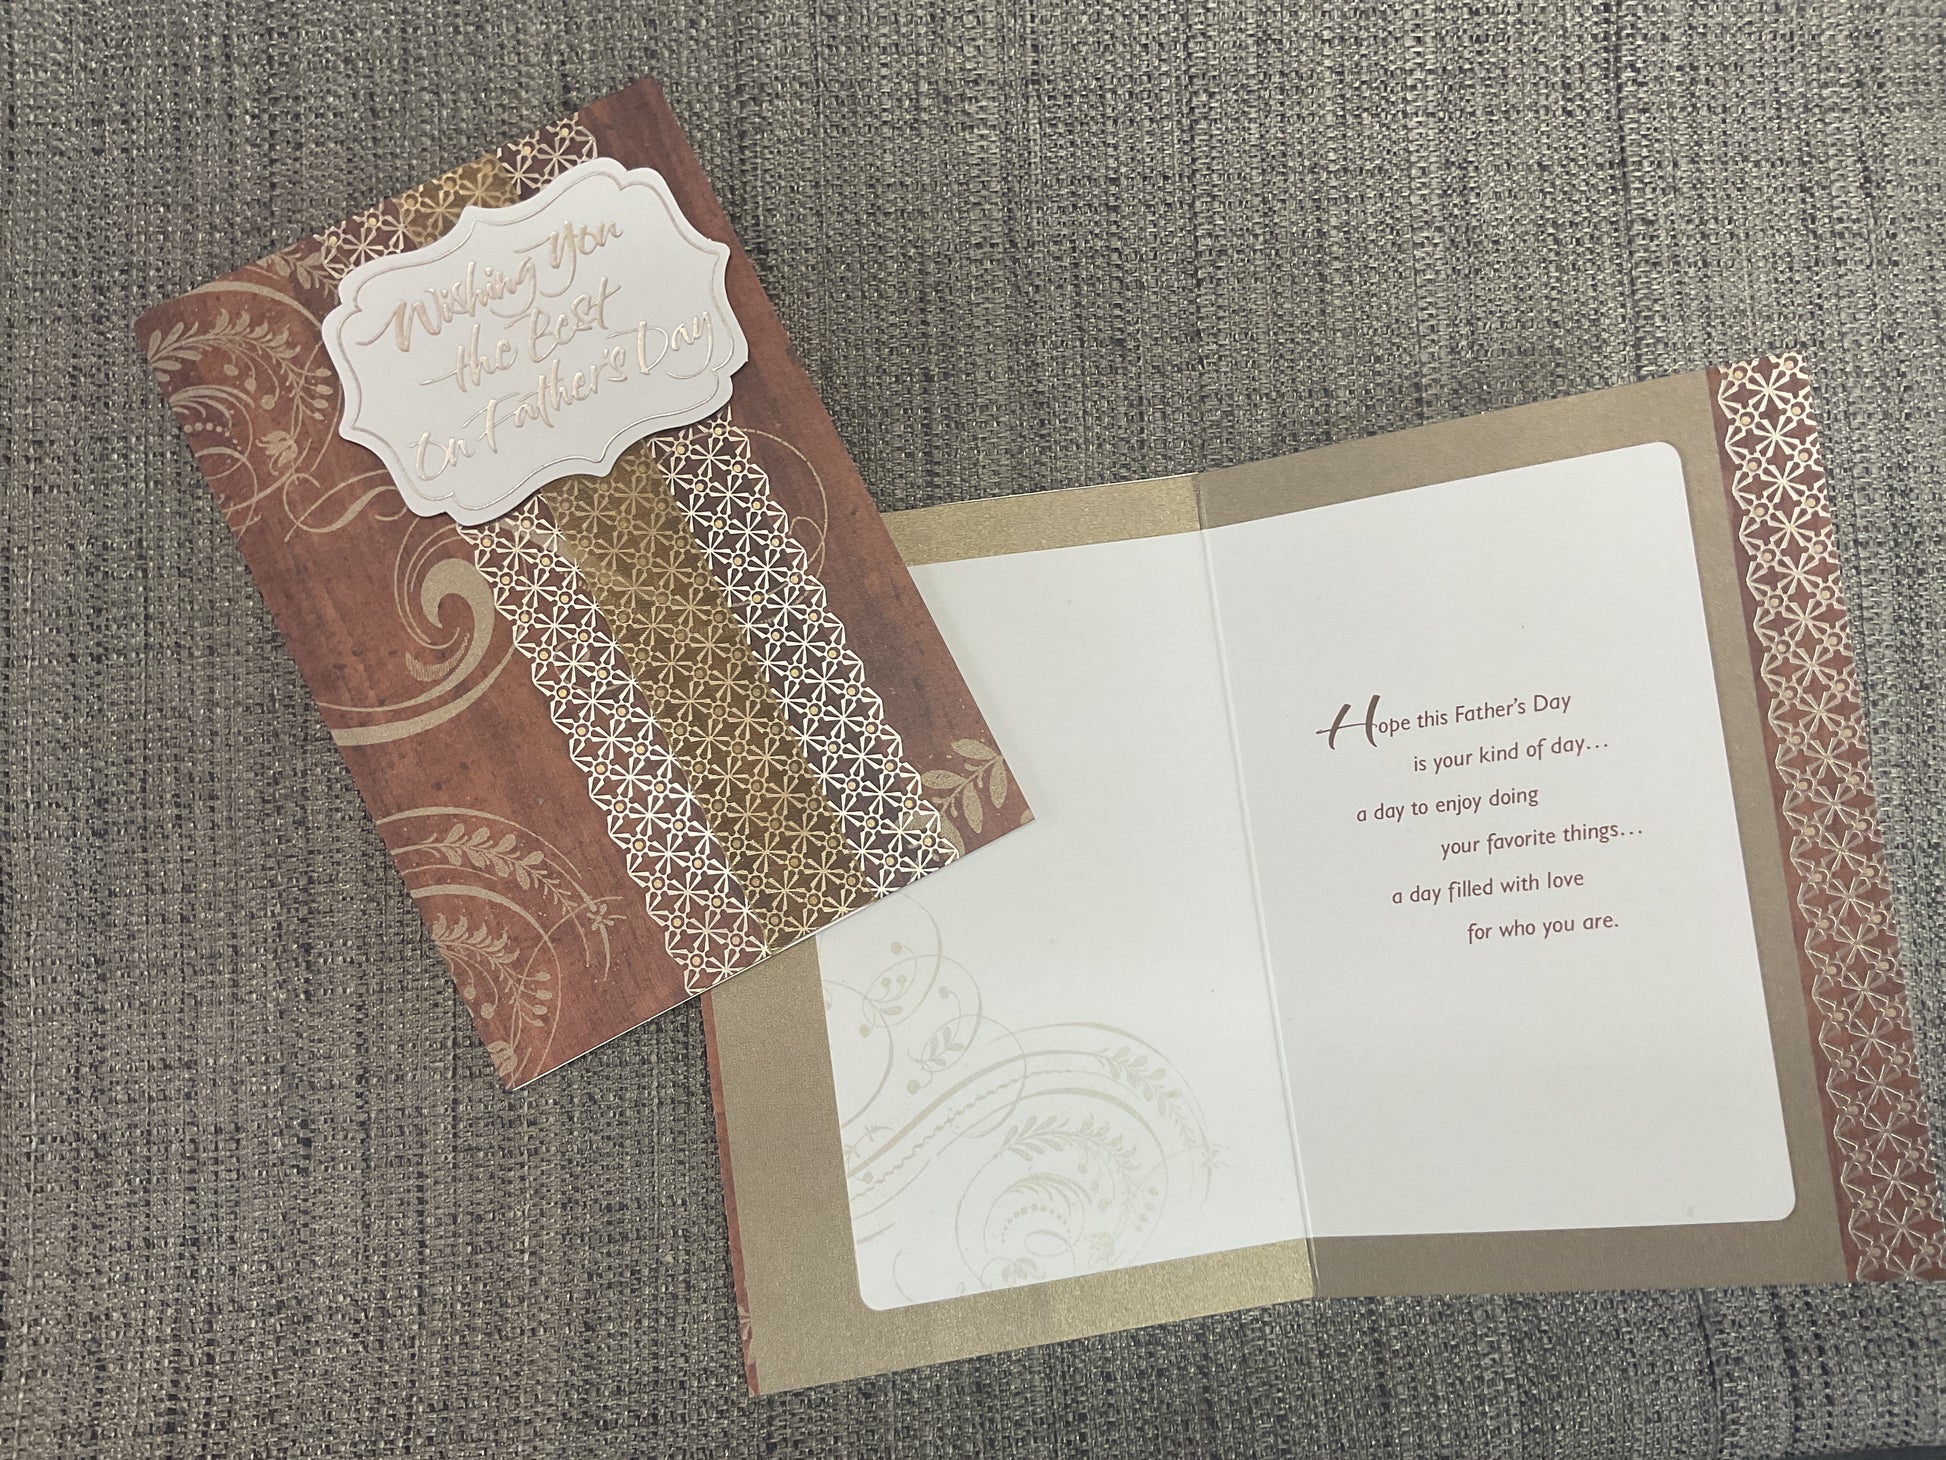 Wishing You
the Best
On Father's Day
Hope this Father's Day
is your kind of day...
a day to enjoy doing
your favorite things...
a day filled with love
for who you are.